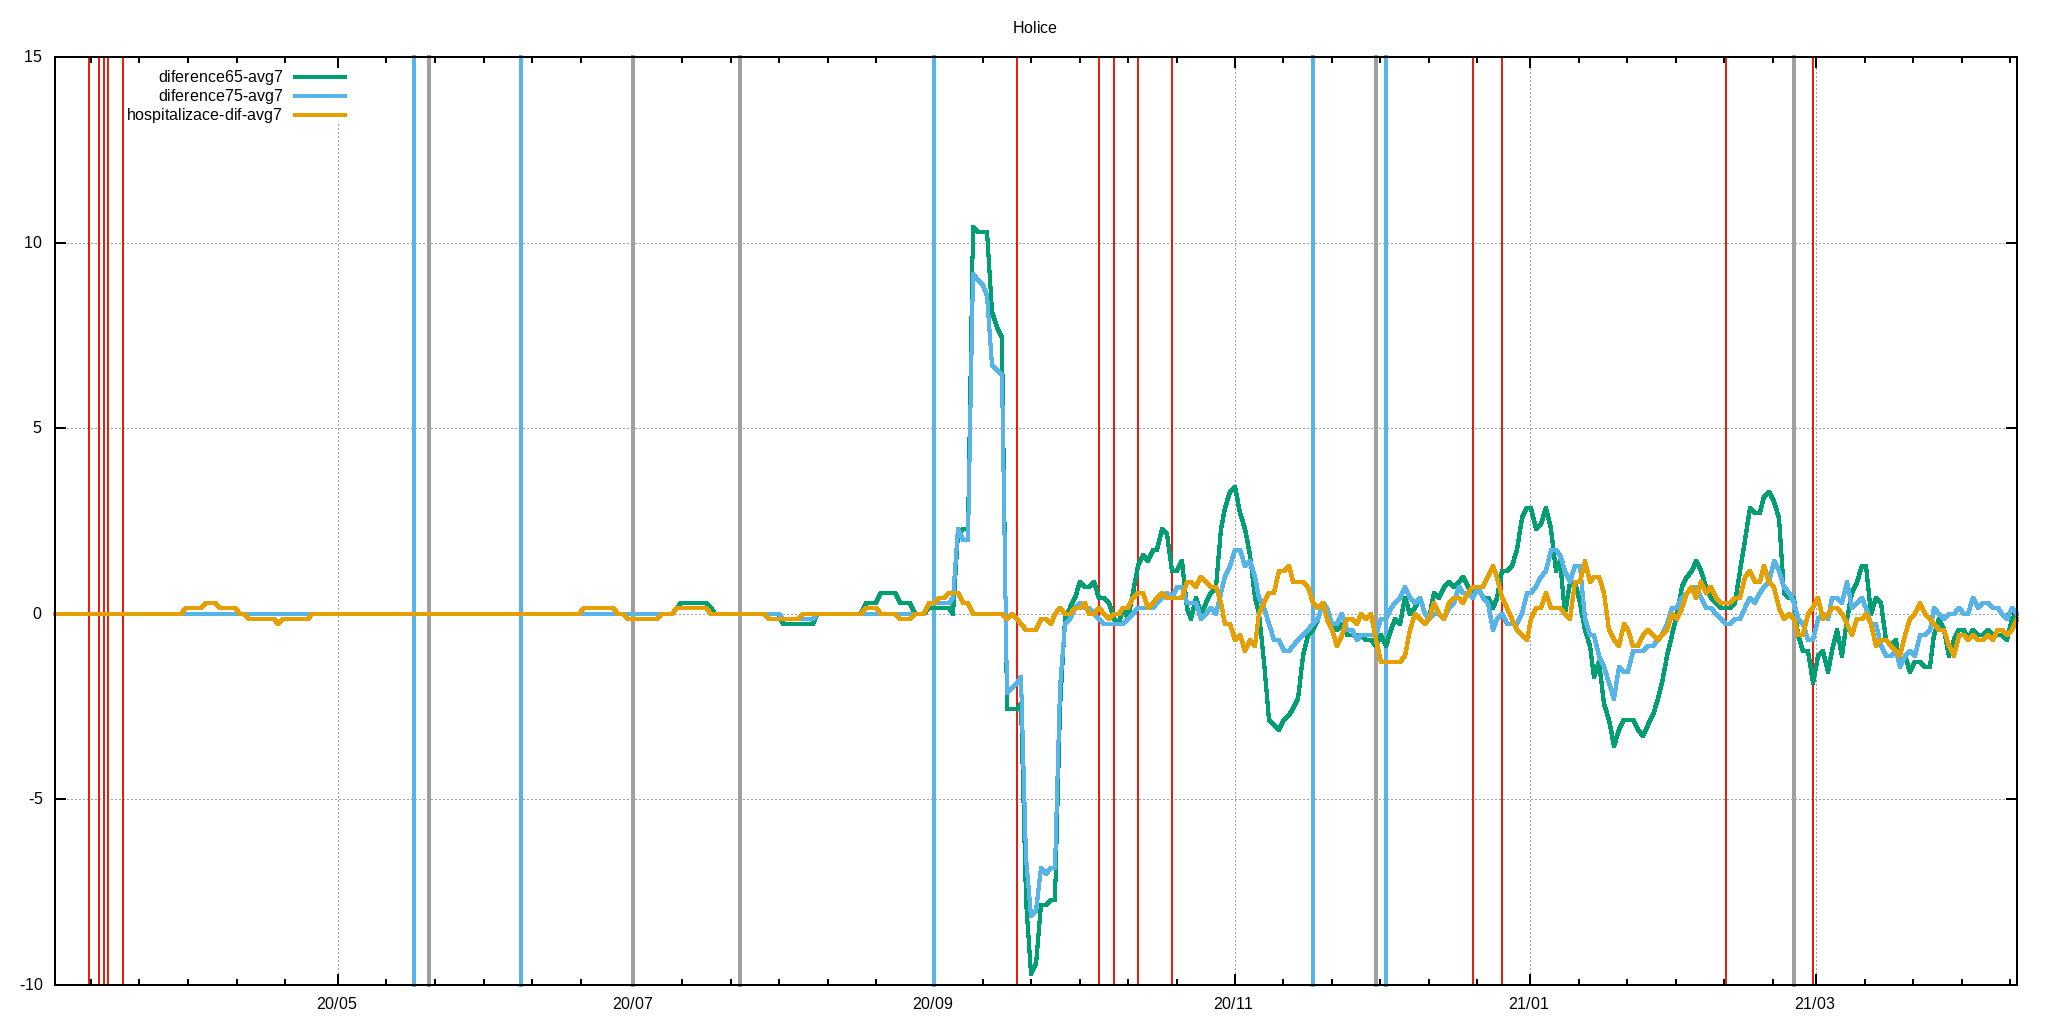 Holice
15
diference65-avg7
diference75-avg7
hospitalizace-dif-avg7
10
5
0
-5
-10
20/05 20/07 20/09 20/11 21/01 21/03